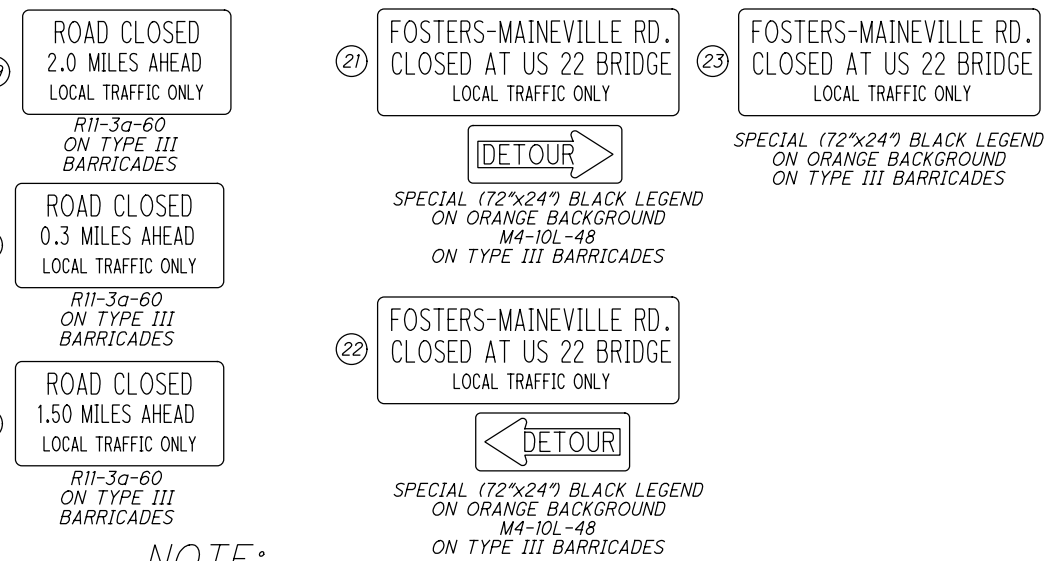 ROAD CLOSED
2.0 MILES AHEAD
LOCAL TRAFFIC ONLY
R11-3a-60
ON TYPE III
BARRICADES
ROAD CLOSED
0.3 MILES AHEAD
LOCAL TRAFFIC ONLY
R11-3a-60
ON TYPE III
BARRICADES
ROAD CLOSED
1.50 MILES AHEAD
LOCAL TRAFFIC ONLY
R11-3a-60
ON TYPE III
BARRICADES
21
FOSTERS-MAINEVILLE RD.
CLOSED AT US 22 BRIDGE
LOCAL TRAFFIC ONLY
DETOUR
SPECIAL (72"x24") BLACK LEGEND
ON ORANGE BACKGROUND
M4-10L-48
ON TYPE III BARRICADES
22
FOSTERS-MAINEVILLE RD.
CLOSED AT US 22 BRIDGE
LOCAL TRAFFIC ONLY
DETOUR
SPECIAL (72"x24") BLACK LEGEND
ON ORANGE BACKGROUND
M4-10L-48
ON TYPE III BARRICADES
23
FOSTERS-MAINEVILLE RD.
CLOSED AT US 22 BRIDGE
LOCAL TRAFFIC ONLY
SPECIAL (72"x24") BLACK LEGEND
ON ORANGE BACKGROUND
ON TYPE III BARRICADES
NOTE: